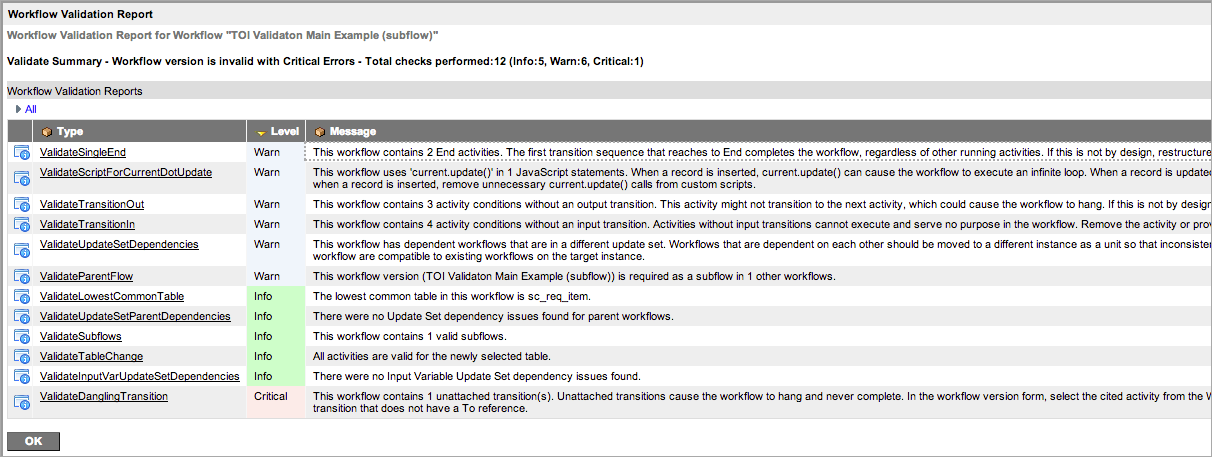 Workflow Validation Report
Workflow Validation Report for Workflow "TOI Validaton Main Example (subflow)"
Validate Summary - Workflow version is invalid with Critical Errors - Total checks performed:12 (Info:5, Warn:6, Critical:1)
Workflow Validation Reports
All
Type Level Message
ValidateSingleEnd Warn This workflow contains 2 End activities. The first transition sequence that reaches to End completes the workflow, regardless of other running activities. If this is not by design, restructure
ValidateScriptForCurrentDotUpdate Warn This workflow uses 'current.update()' in 1 JavaScript statements. When a record is inserted, current.update() can cause the workflow to execute an infinite loop. When a record is updated
when a record is inserted, remove unnecessary current.update() calls from custom scripts.
ValidateTransitionOut Warn This workflow contains 3 activity conditions without an output transition. This activity might not transition to the next activity, which could cause the workflow to hang. If this is not by design
ValidateTransitionIn Warn This workflow contains 4 activity conditions without an input transition. Activities without input transitions cannot execute and serve no purpose in the workflow. Remove the activity or prov
ValidateUpdateSetDependencies Warn This workflow has dependent workflows that are in a different update set. Workflows that are dependent on each other should be moved to a different instance as a unit so that inconsiste
workflow are compatible to existing workflows on the target instance.
ValidateParentFlow Warn This workflow version (TOI Validaton Main Example (subflow)) is required as a subflow in 1 other workflows.
ValidateLowestCommonTable Info The lowest common table in this workflow is sc_req_item.
ValidateUpdateSetParentDependencies Info There were no Update Set dependency issues found for parent workflows.
ValidateSubflows Info This workflow contains 1 valid subflows.
ValidateTableChange Info All activities are valid for the newly selected table.
ValidateInputVarUpdateSetDependencies Info There were no Input Variable Update Set dependency issues found.
ValidateDanglingTransition Critical This workflow contains 1 unattached transition(s). Unattached transitions cause the workflow to hang and never complete. In the workflow version form, select the cited activity from the W
transition that does not have a To reference.
OK